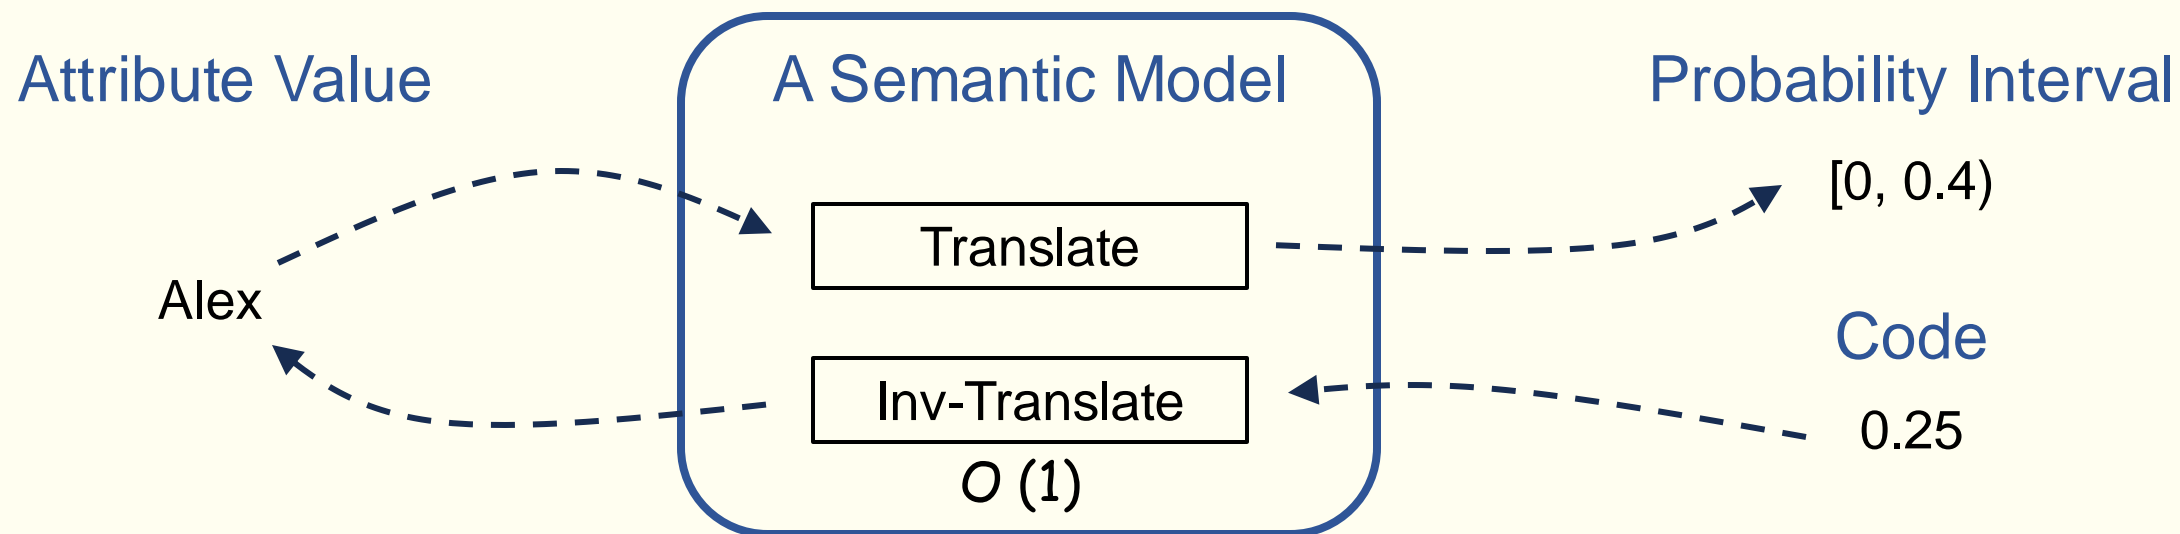 Attribute Value
A Semantic Model
Probability Interval
[0, 0.4)
Translate
Alex
Code
Inv-Translate
0.25
O (1)